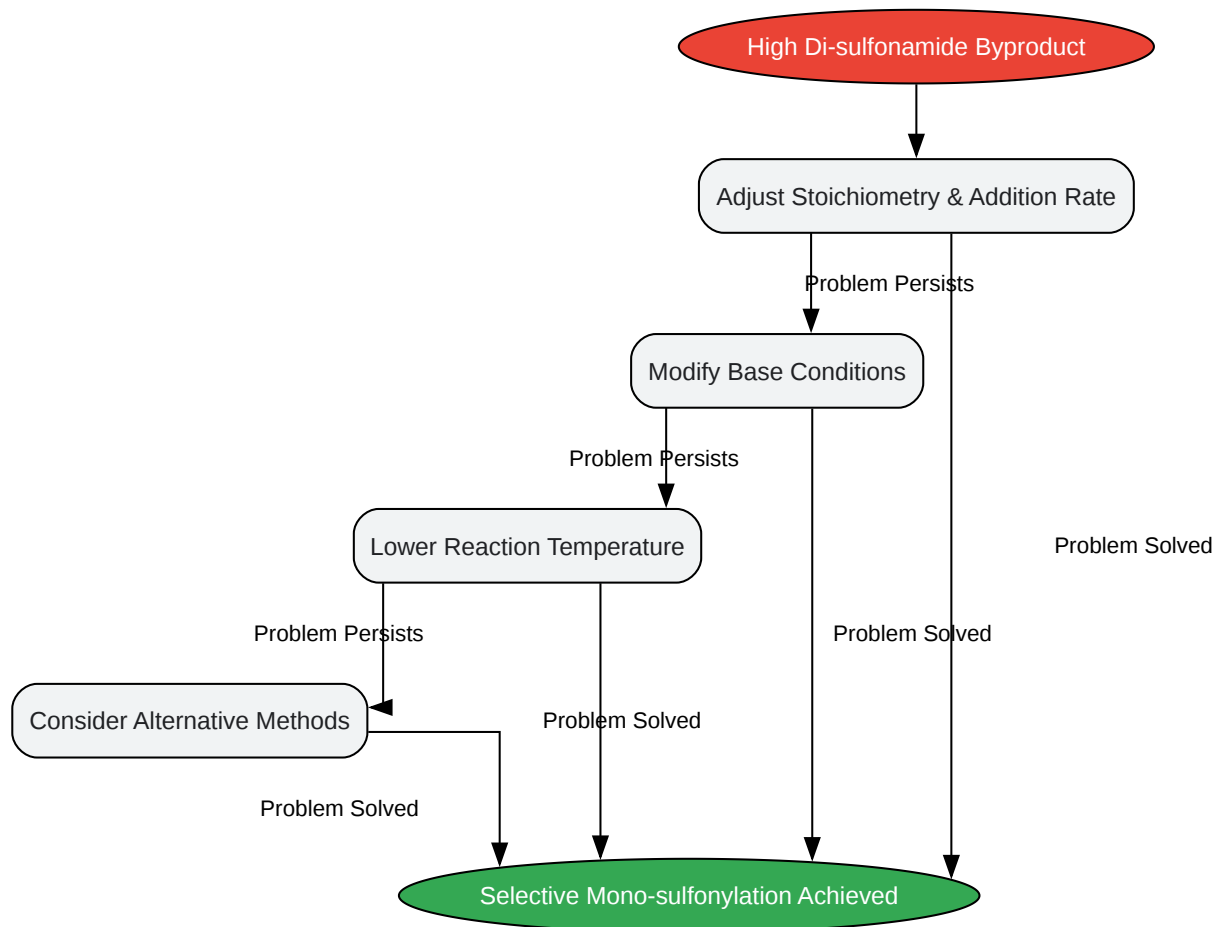 High Di-sulfonamide Byproduct
Adjust Stoichiometry & Addition Rate
Problem Persists
Modify Base Conditions
Problem Persists
Lower Reaction Temperature
Problem Solved
Problem Persists
Problem Solved
Consider Alternative Methods
Problem Solved
Problem Solved
Selective Mono-sulfonylation Achieved